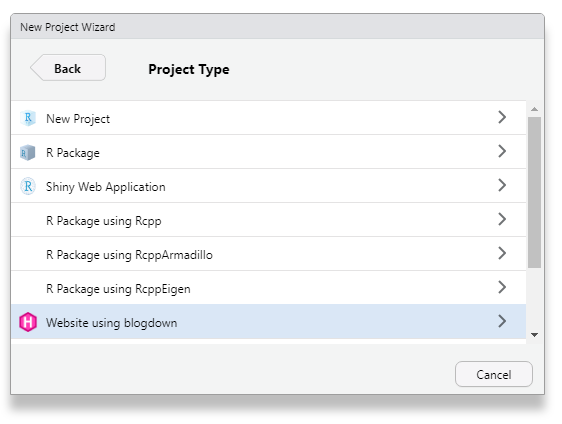 New Project Wizard
Back
Project Type
R New Project
R R Package
R Shiny Web Application
R Package using Rcpp
R Package using RcppArmadillo
R Package using RcppEigen
H Website using blogdown
Cancel